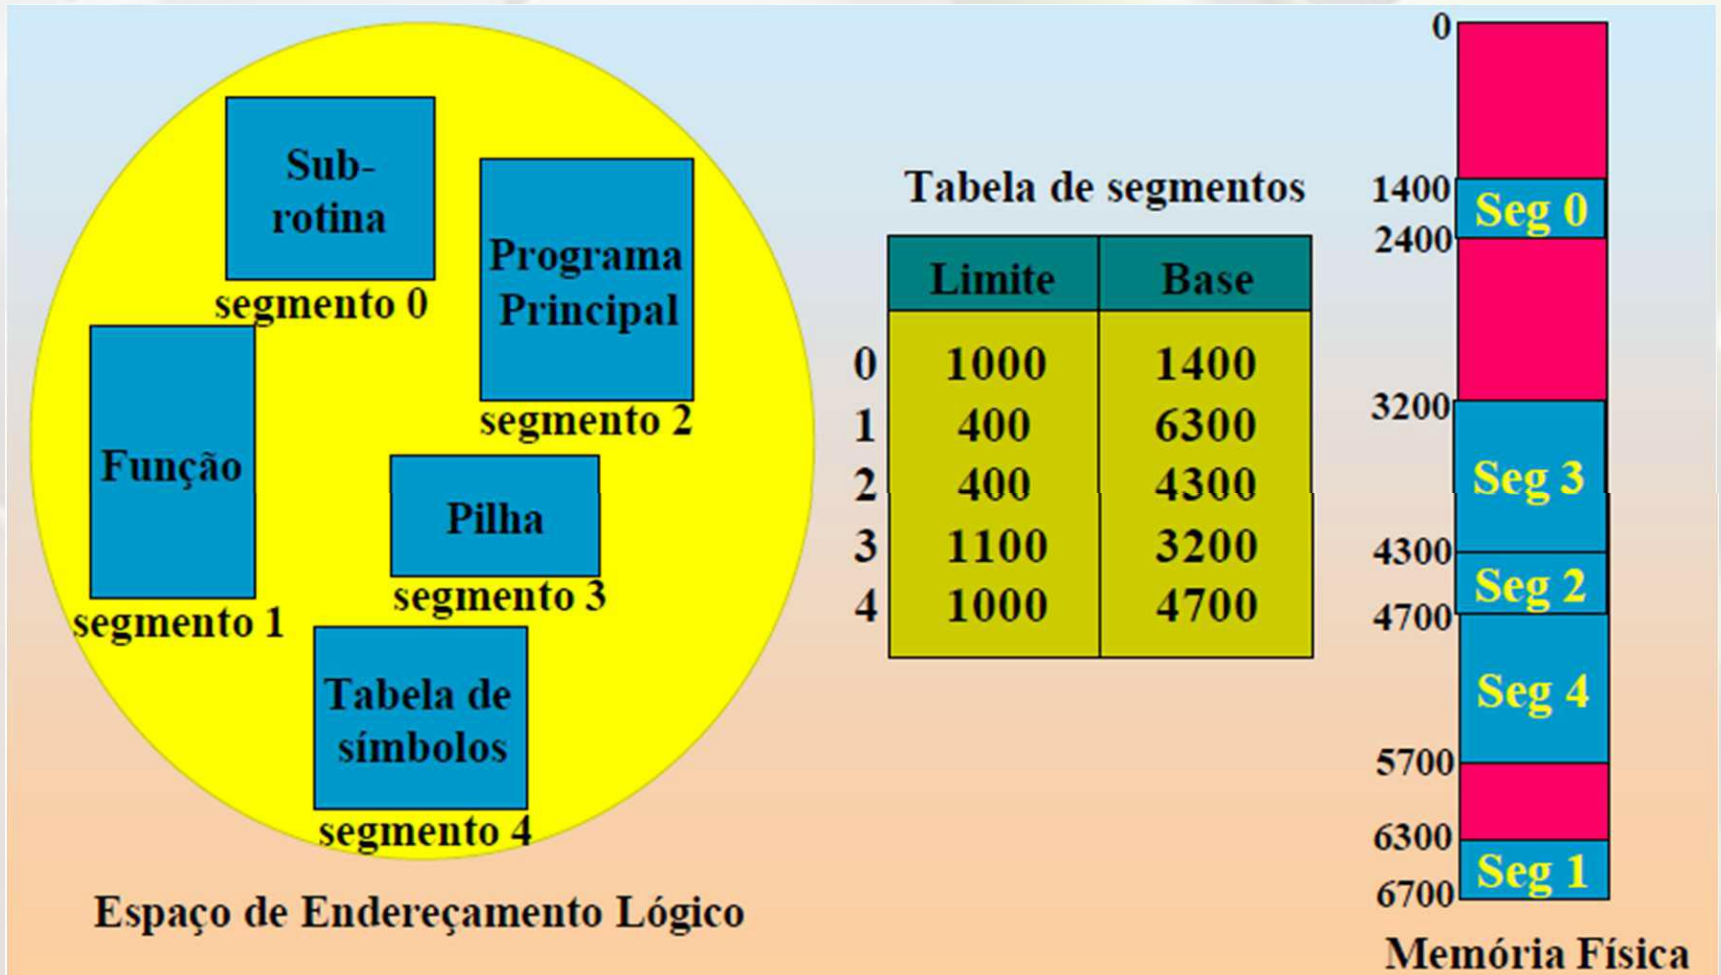 Sub-
rotina
segmento 0
Programa
Principal
segmento 2
Função
segmento 1
Pilha
segmento 3
Tabela de
símbolos
segmento 4
Espaço de Endereçamento Lógico
Tabela de segmentos
Limite Base
0 1000 1400
1 400 6300
2 400 4300
3 1100 3200
4 1000 4700
0
1400
Seg 0
2400
3200
Seg 3
4300
Seg 2
4700
Seg 4
5700
6300
Seg 1
6700
Memória Física